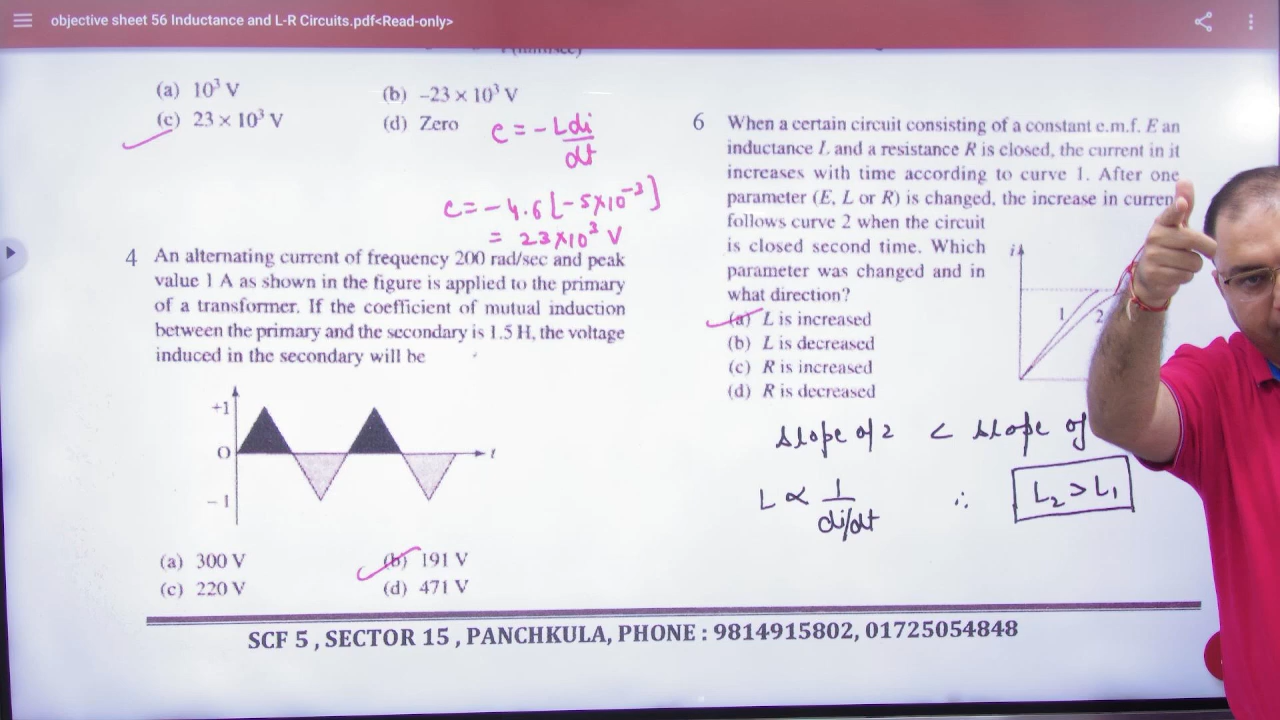 objective sheet 56 Inductance and L-R Circuits.pdf<Read-only>
(a) 10³ V
(b) –23 × 10³ V
(c) 23 × 10³ V
(d) Zero
e = - L di/dt
e = - 4.6 [- 5×10⁻³]
= 23×10³ V
4 An alternating current of frequency 200 rad/sec and peak
value 1 A as shown in the figure is applied to the primary
of a transformer. If the coefficient of mutual induction
between the primary and the secondary is 1.5 H, the voltage
induced in the secondary will be
+1
O
t
– 1
(a) 300 V
(b) 191 V
(c) 220 V
(d) 471 V
6 When a certain circuit consisting of a constant e.m.f. E an
inductance L and a resistance R is closed, the current in it
increases with time according to curve 1. After one
parameter (E, L or R) is changed, the increase in curren
follows curve 2 when the circuit
is closed second time. Which
parameter was changed and in
what direction?
i
1
2
(a) L is increased
(b) L is decreased
(c) R is increased
(d) R is decreased
slope of 2 < slope of
L ∝ 1/di/dt ∴ L₂ > L₁
SCF 5 , SECTOR 15 , PANCHKULA, PHONE : 9814915802, 01725054848